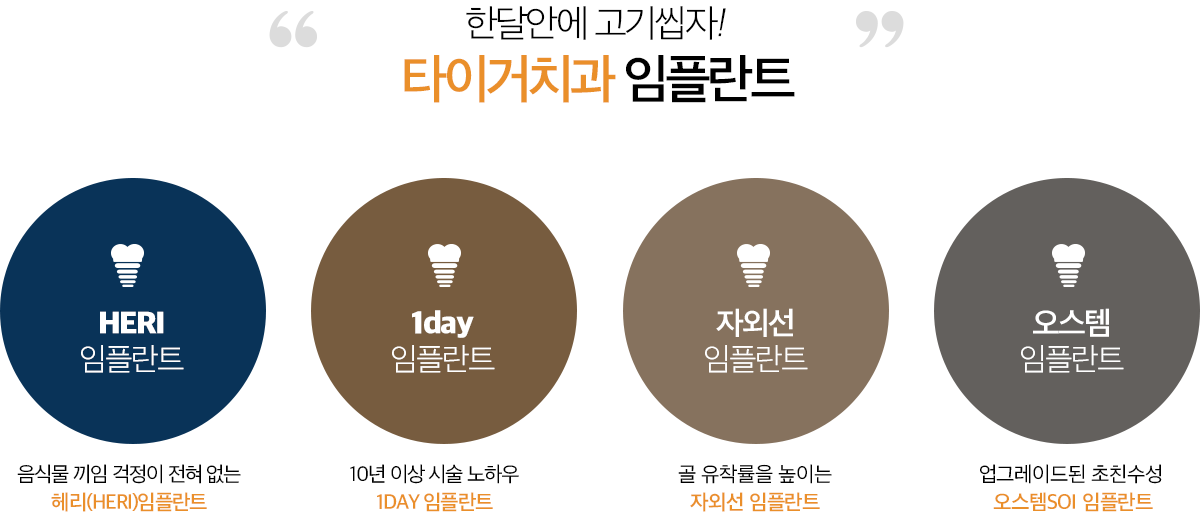 “ 한달안에 고기씹자! ”
타이거치과 임플란트
HERI
임플란트
1day
임플란트
자외선
임플란트
오스템
임플란트
음식물 끼임 걱정이 전혀 없는
헤리(HERI)임플란트
10년 이상 시술 노하우
1DAY 임플란트
골 유착률을 높이는
자외선 임플란트
업그레이드된 초친수성
오스템SOI 임플란트